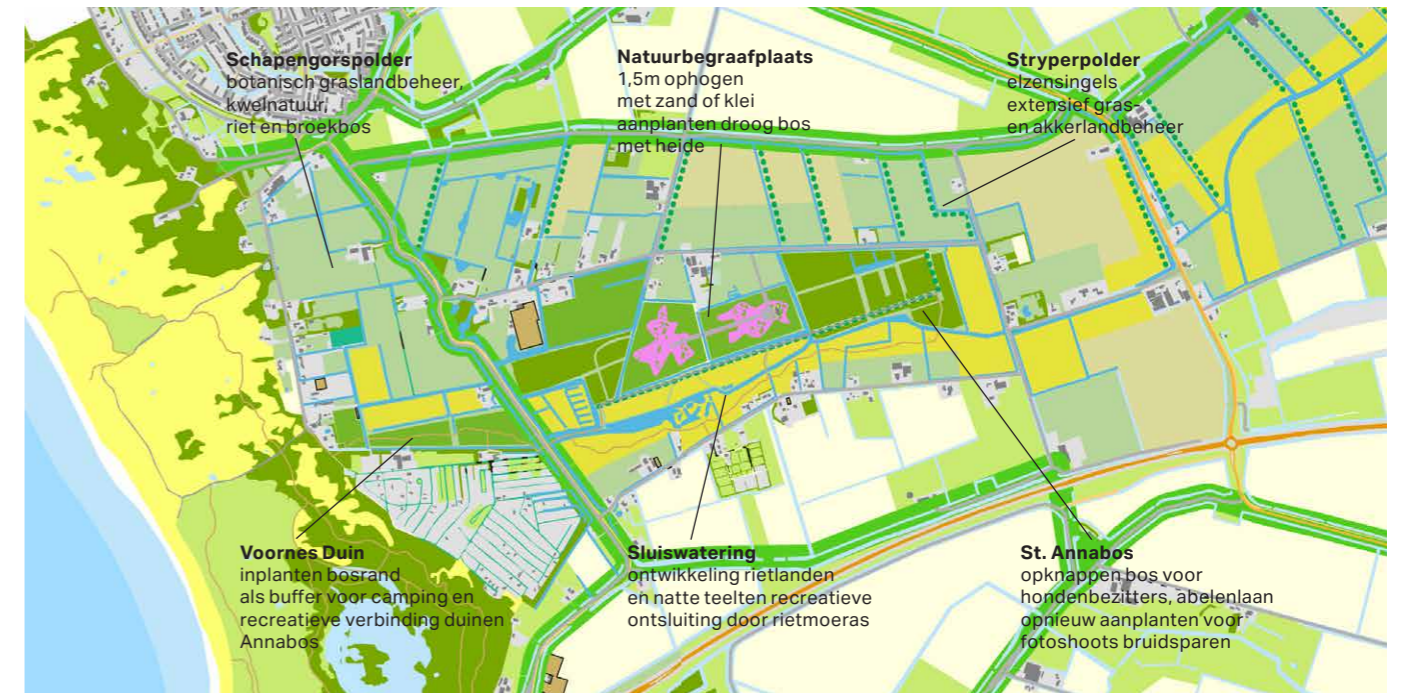 Schapengorspolder
botanisch graslandbeheer,
kwelnatuur,
riet en broekbos
Natuurbegraafplaats
1,5m ophogen
met zand of klei
aanplanten droog bos
met heide
Stryperpolder
elzensingels
extensief gras-
en akkerlandbeheer
Voornes Duin
inplanten bosrand
als buffer voor camping en
recreatieve verbinding duinen
Annabos
Sluiswatering
ontwikkeling rietlanden
en natte teelten recreatieve
ontsluiting door rietmoeras
St. Annabos
opknappen bos voor
hondenbezitters, abelenlaan
opnieuw aanplanten voor
fotoshoots bruidsparen